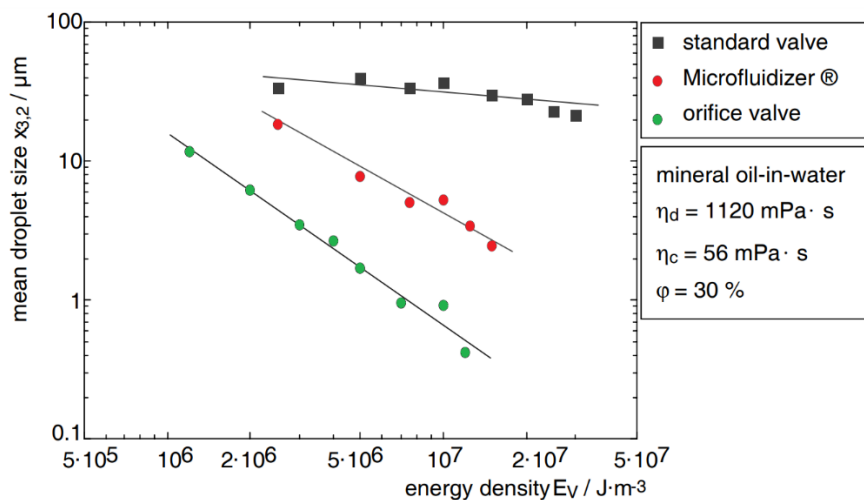 100
10
1
0.1
mean droplet size x3,2 / μm
5·10⁵
10⁶
2·10⁶
5·10⁶
10⁷
2·10⁷
5·10⁷
energy density EV / J·m-³
standard valve
Microfluidizer ®
orifice valve
mineral oil-in-water
ηd = 1120 mPa· s
ηc = 56 mPa· s
φ = 30 %